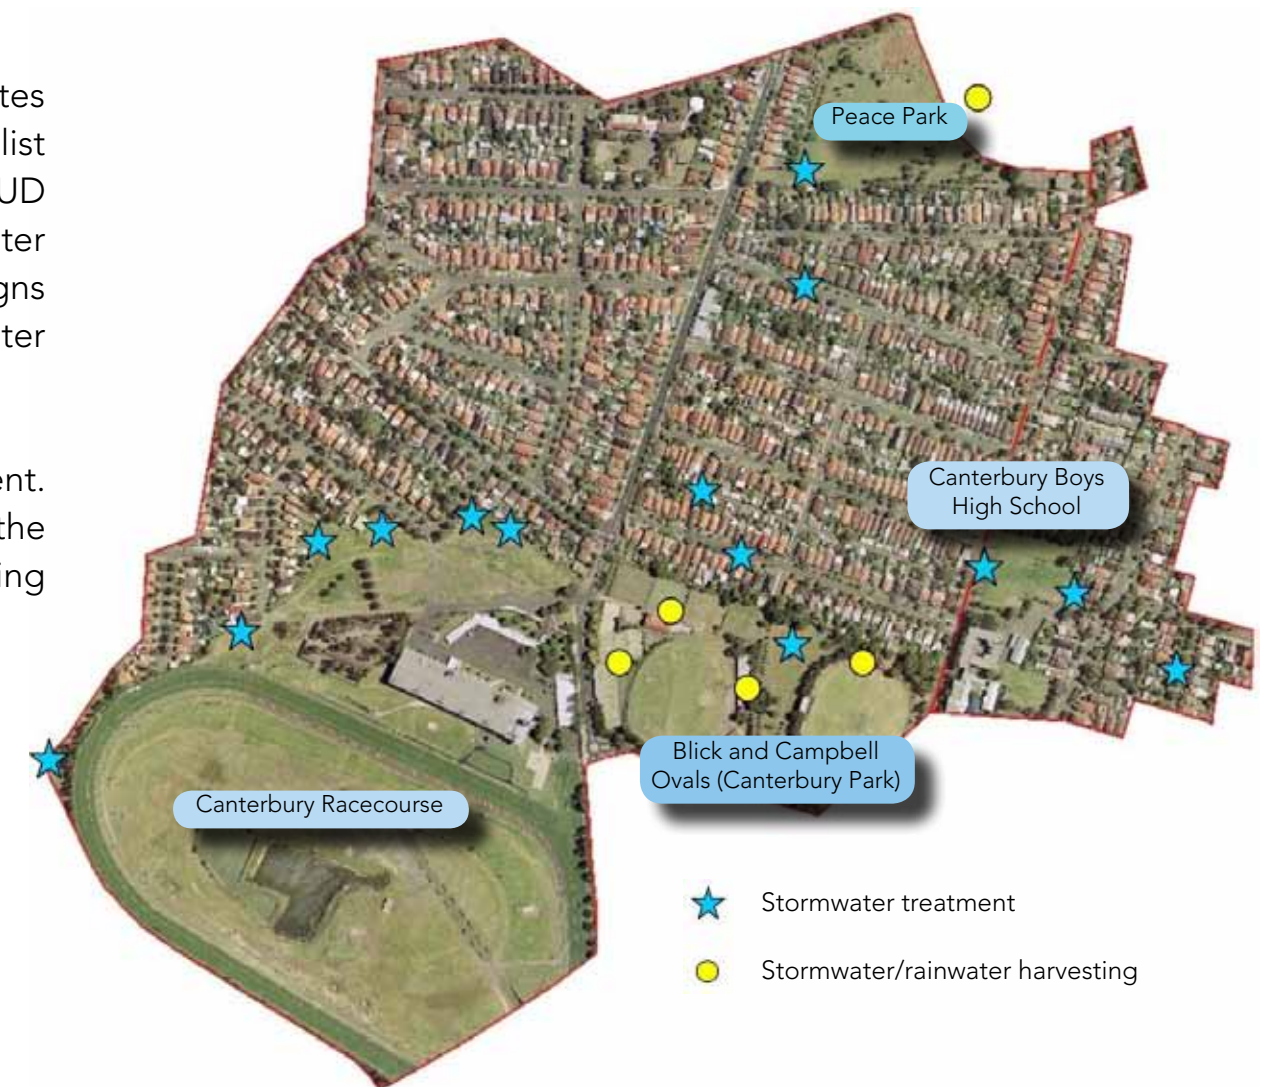 tes
list
UD
ter
gns
ter
ent.
the
ing
Peace Park
Canterbury Boys
High School
Blick and Campbell
Ovals (Canterbury Park)
Canterbury Racecourse
Stormwater treatment
Stormwater/rainwater harvesting